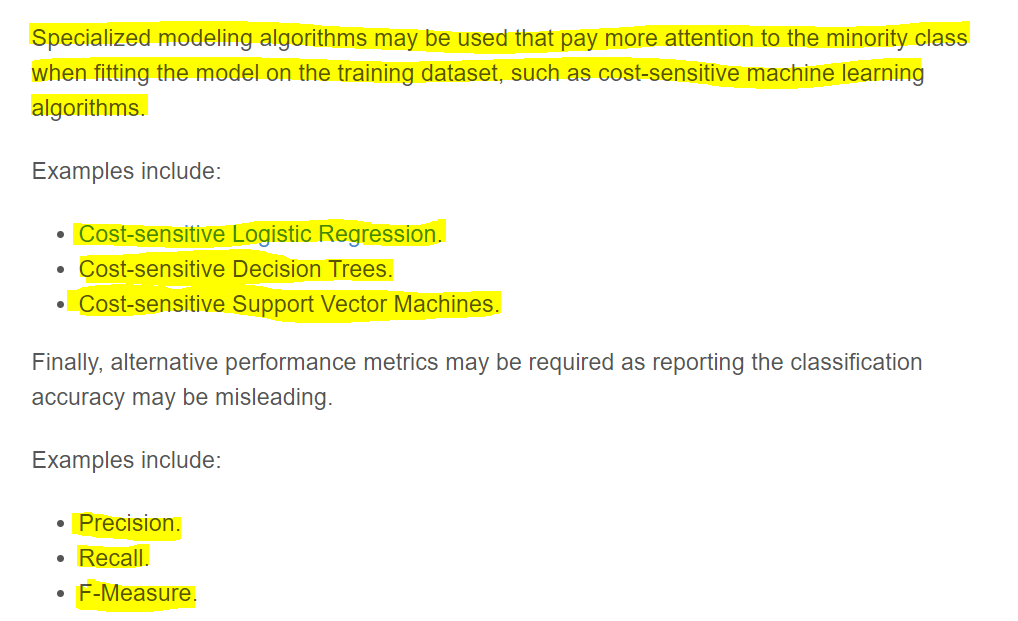 Specialized modeling algorithms may be used that pay more attention to the minority class
when fitting the model on the training dataset, such as cost-sensitive machine learning
algorithms.
Examples include:
• Cost-sensitive Logistic Regression.
• Cost-sensitive Decision Trees.
• Cost-sensitive Support Vector Machines.
Finally, alternative performance metrics may be required as reporting the classification
accuracy may be misleading.
Examples include:
• Precision.
• Recall.
• F-Measure.